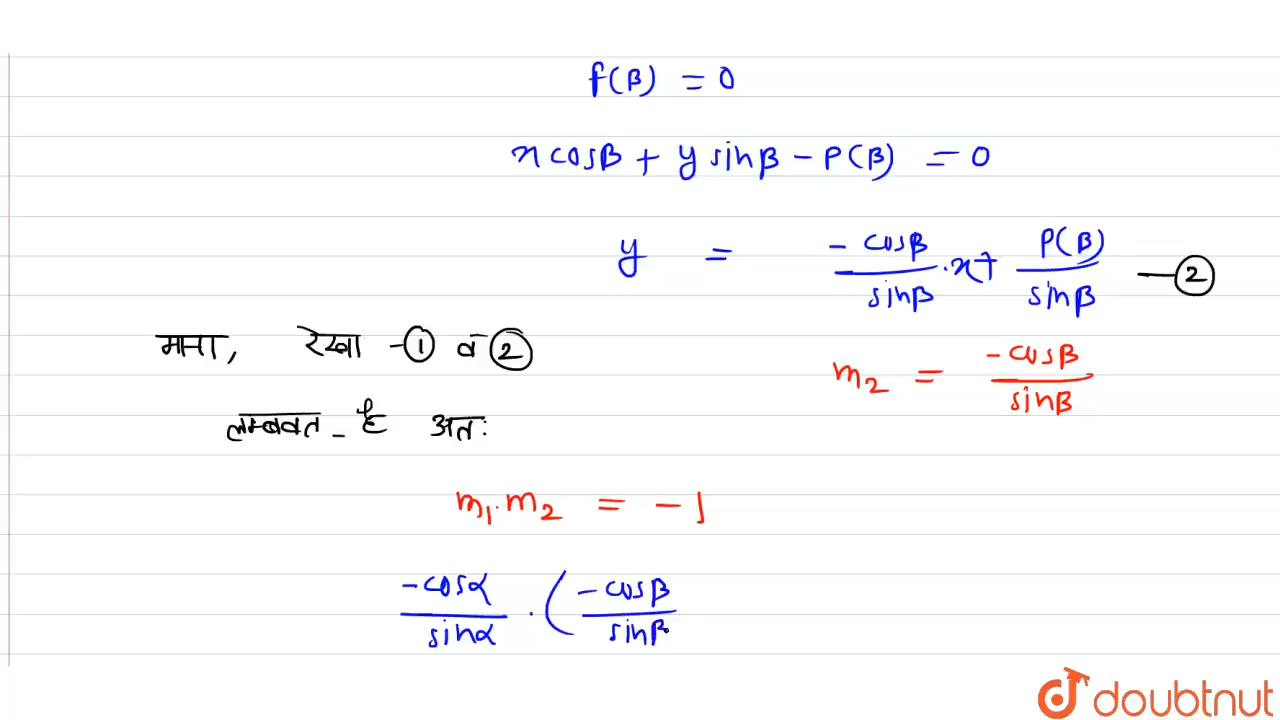 f(β) = 0
x cosβ + y sinβ - P(β) = 0
y = -cosβ/sinβ . x + P(β)/sinβ —②
माना, रेखा -① व ②
m₂ = -cosβ/sinβ
लम्बवत - है अतः
m₁.m₂ = -1
-cosα/sinα . (-cosβ/sinβ
doubtnut